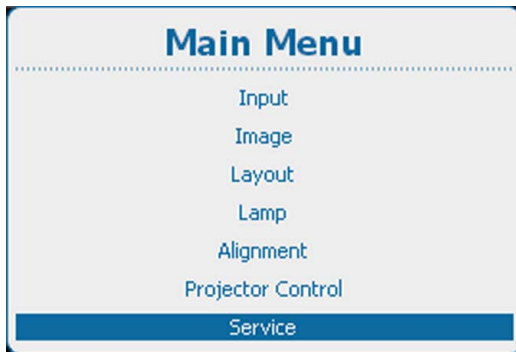 Main Menu
Input
Image
Layout
Lamp
Alignment
Projector Control
Service